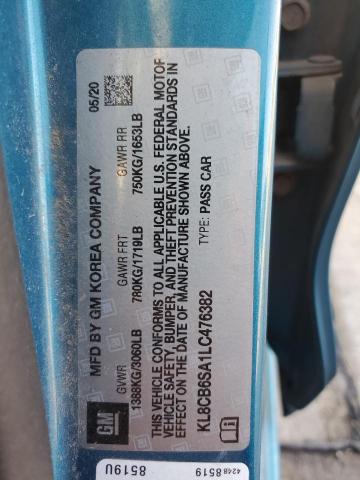 MFD BY GM KOREA COMPANY 05/20
GVWR GAWR FRT GAWR RR
1388KG/3060LB 780KG/1719LB 750KG/1653LB
THIS VEHICLE CONFORMS TO ALL APPLICABLE U.S. FEDERAL MOTOR
VEHICLE SAFETY, BUMPER, AND THEFT PREVENTION STANDARDS IN
EFFECT ON THE DATE OF MANUFACTURE SHOWN ABOVE.
KL8CB6SA1LC476382 TYPE: PASS CAR
GM
4248 8519
8519U